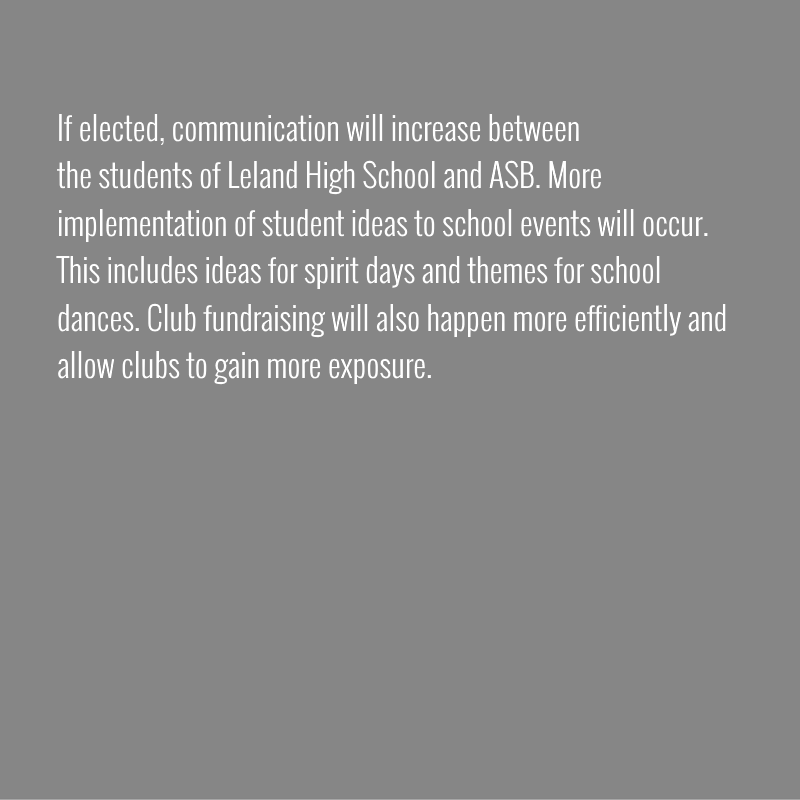 If elected, communication will increase between
the students of Leland High School and ASB. More
implementation of student ideas to school events will occur.
This includes ideas for spirit days and themes for school
dances. Club fundraising will also happen more efficiently and
allow clubs to gain more exposure.